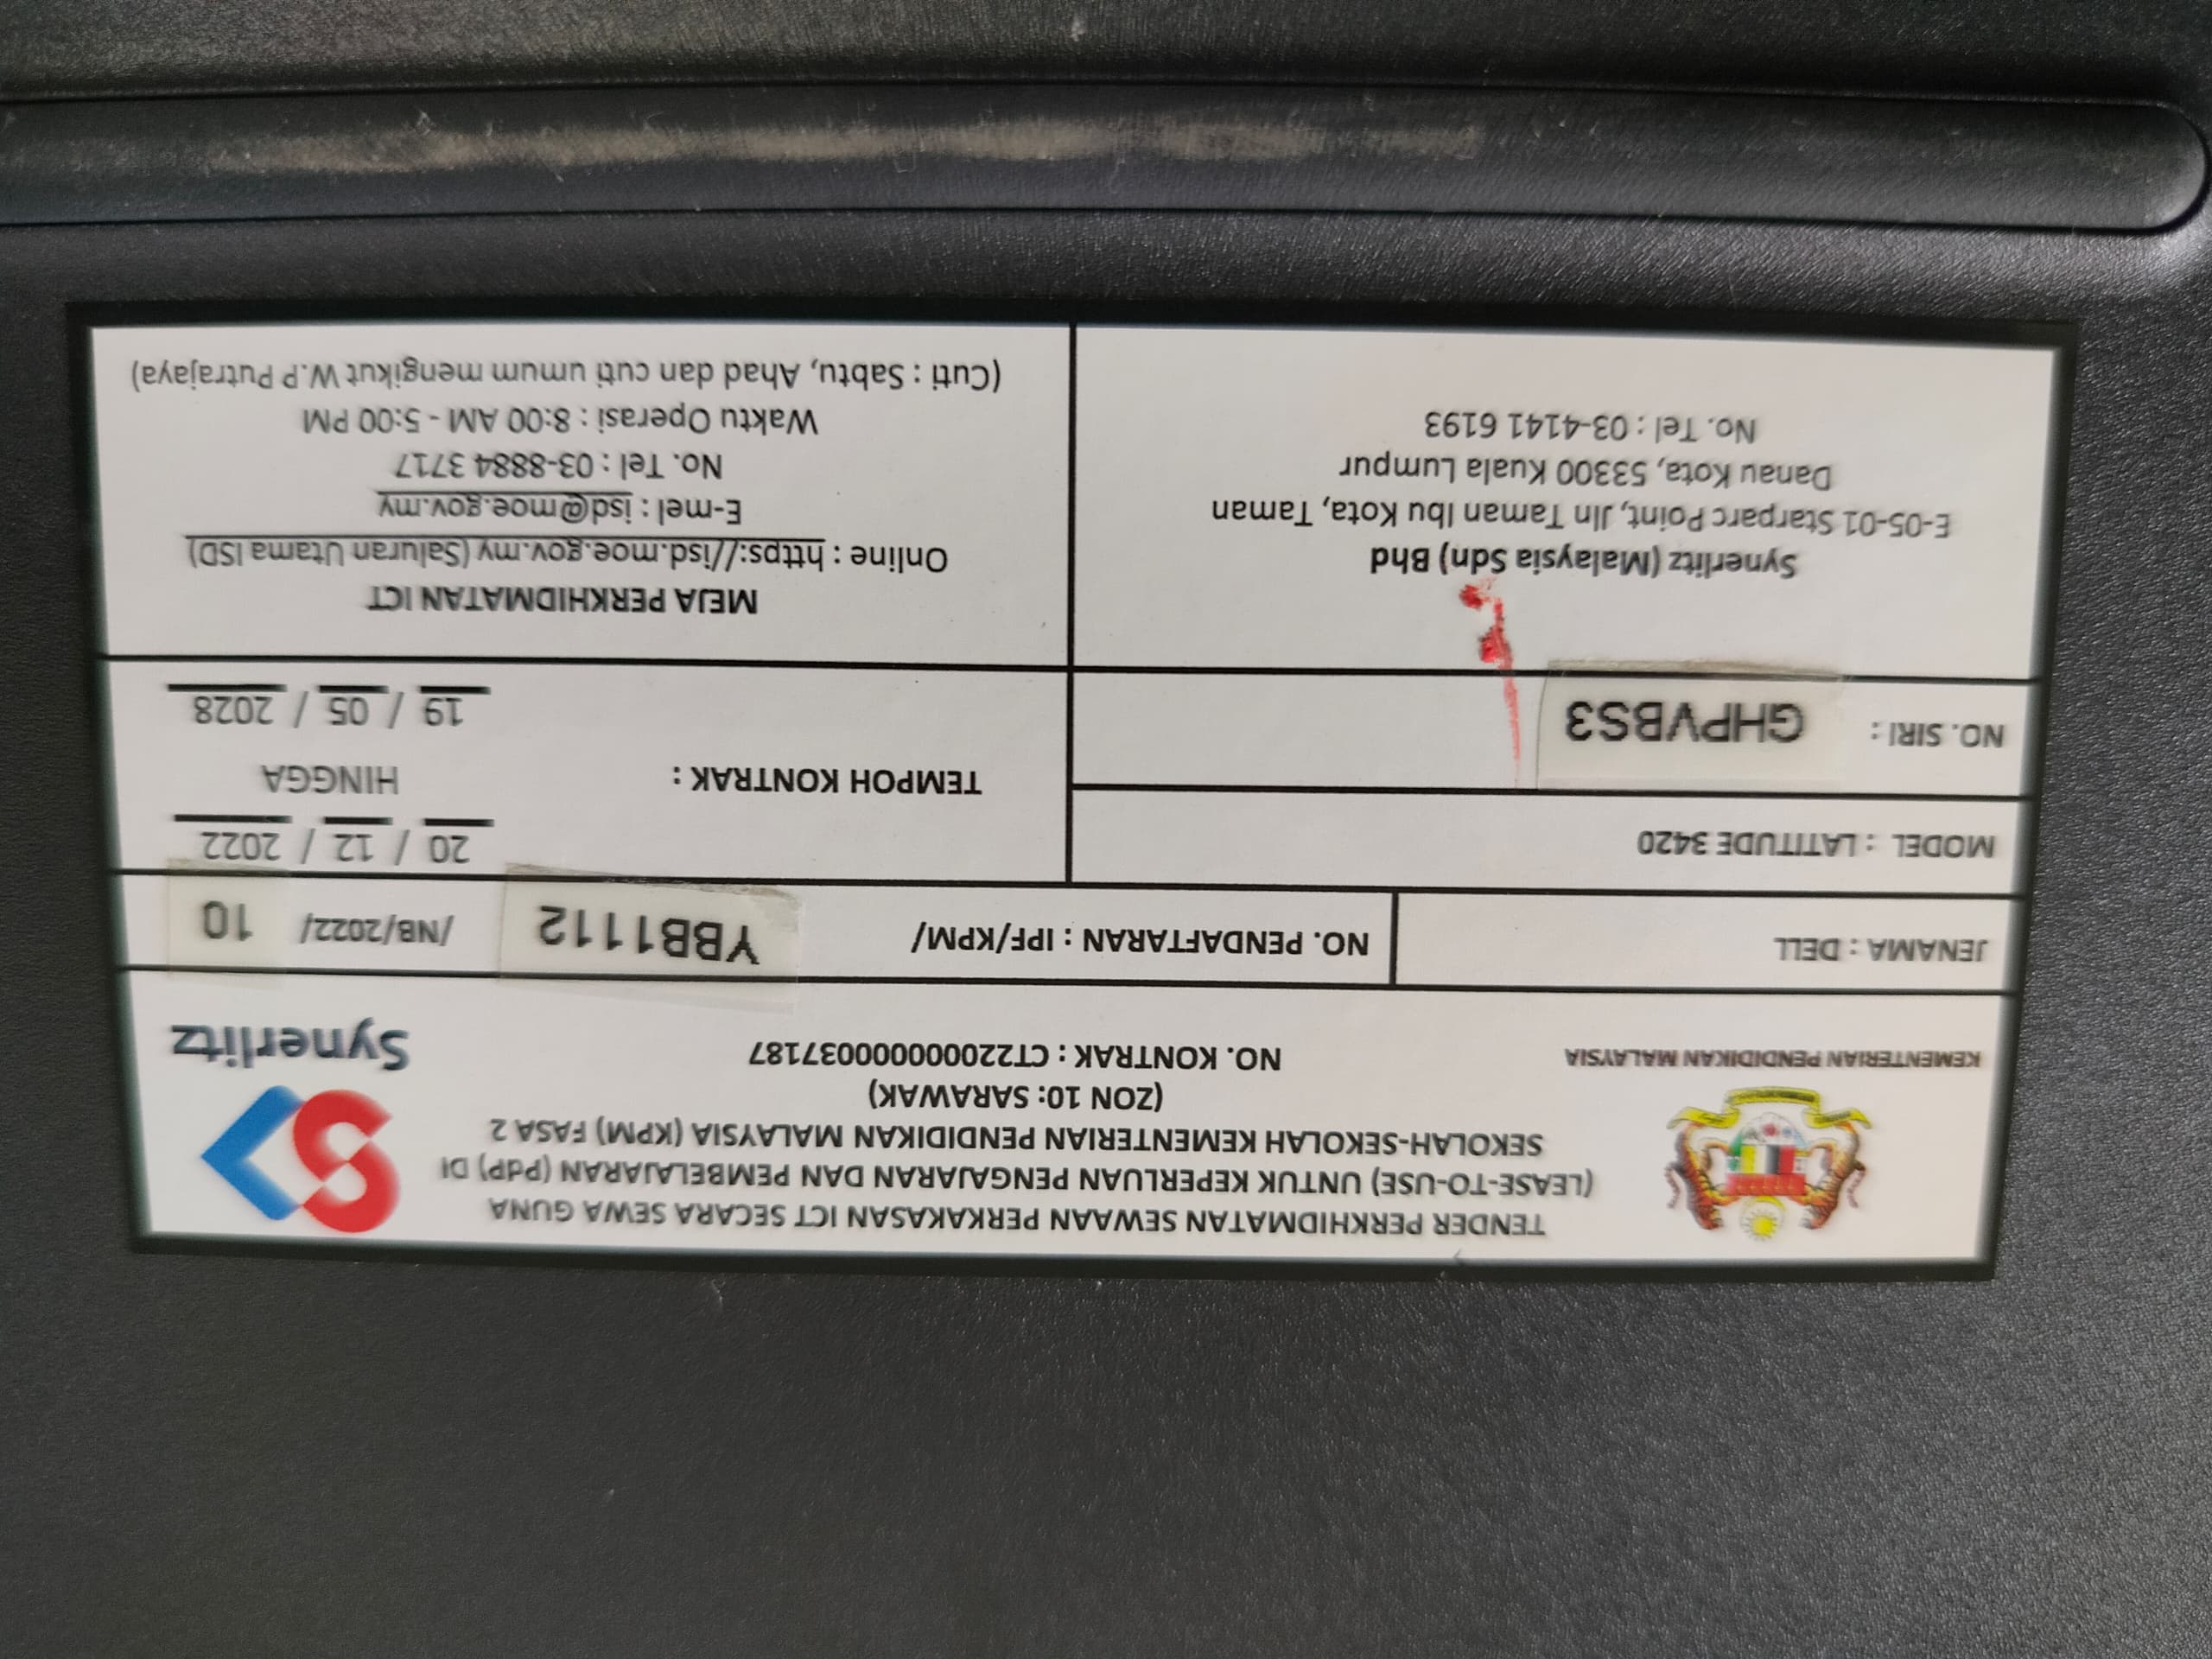 TENDER PERKHIDMATAN SEWAAN PERKAKASAN ICT SECARA SEWA GUNA
(LEASE-TO-USE) UNTUK KEPERLUAN PENGAJARAN DAN PEMBELAJARAN (PdP) DI
SEKOLAH-SEKOLAH KEMENTERIAN PENDIDIKAN MALAYSIA (KPM) FASA 2
(ZON 10: SARAWAK)
NO. KONTRAK : CT220000000037187
KEMENTERIAN PENDIDIKAN MALAYSIA
Synerlitz
JENAMA : DELL
NO. PENDAFTARAN : IPF/KPM/ YBB1112 /NB/2022/ 10
MODEL : LATITUDE 3420
NO. SIRI : GHPVBS3
TEMPOH KONTRAK :
20 / 12 / 2022
HINGGA
19 / 05 / 2028
Synerlitz (Malaysia Sdn) Bhd
E-05-01 Starparc Point, Jln Taman Ibu Kota, Taman
Danau Kota, 53300 Kuala Lumpur
No. Tel : 03-4141 6193
MEJA PERKHIDMATAN ICT
Online : https://isd.moe.gov.my (Saluran Utama ISD)
E-mel : isd@moe.gov.my
No. Tel : 03-8884 3717
Waktu Operasi : 8:00 AM - 5:00 PM
(Cuti : Sabtu, Ahad dan cuti umum mengikut W.P Putrajaya)